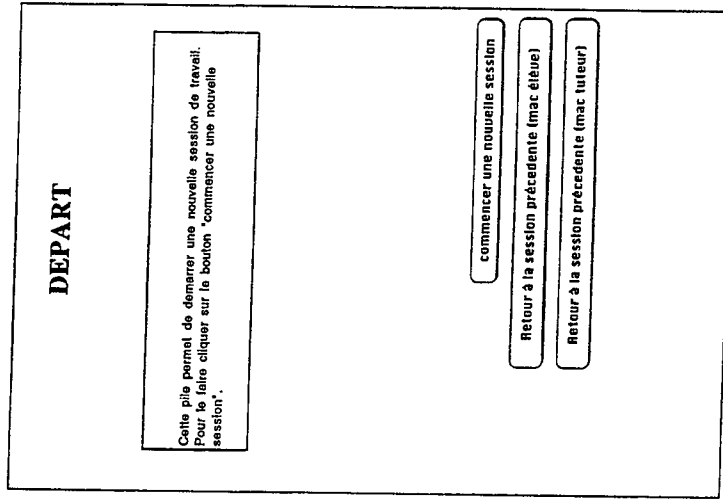 DEPART
Cette pile permet de demarrer une nouvelle session de travail.
Pour le faire cliquer sur le bouton "commencer une nouvelle
session".
commencer une nouvelle session
Retour à la session précedente (mac élève)
Retour à la session précedente (mac tuteur)